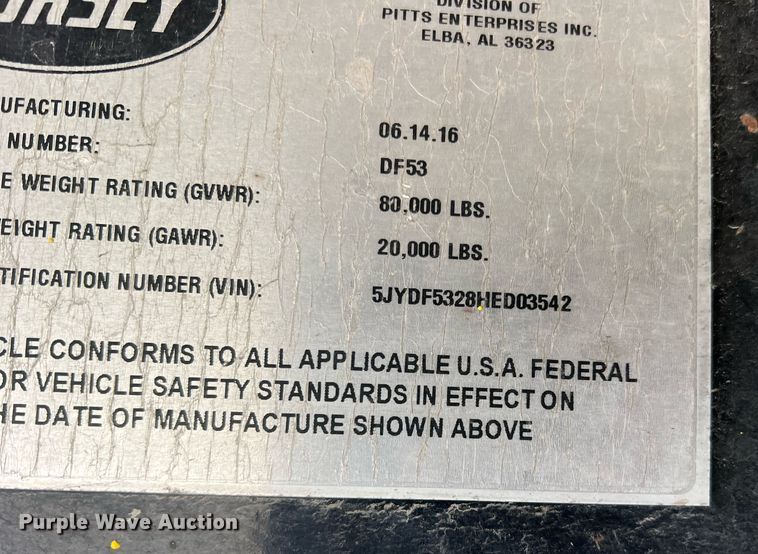 DIVISION OF
PITTS ENTERPRISES INC.
ELBA, AL 36323
UFACTURING: 06.14.16
NUMBER: DF53
E WEIGHT RATING (GVWR): 80,000 LBS.
EIGHT RATING (GAWR): 20,000 LBS.
TIFICATION NUMBER (VIN): 5JYDF5328HED03542
CLE CONFORMS TO ALL APPLICABLE U.S.A. FEDERAL
OR VEHICLE SAFETY STANDARDS IN EFFECT ON
HE DATE OF MANUFACTURE SHOWN ABOVE
Purple Wave Auction